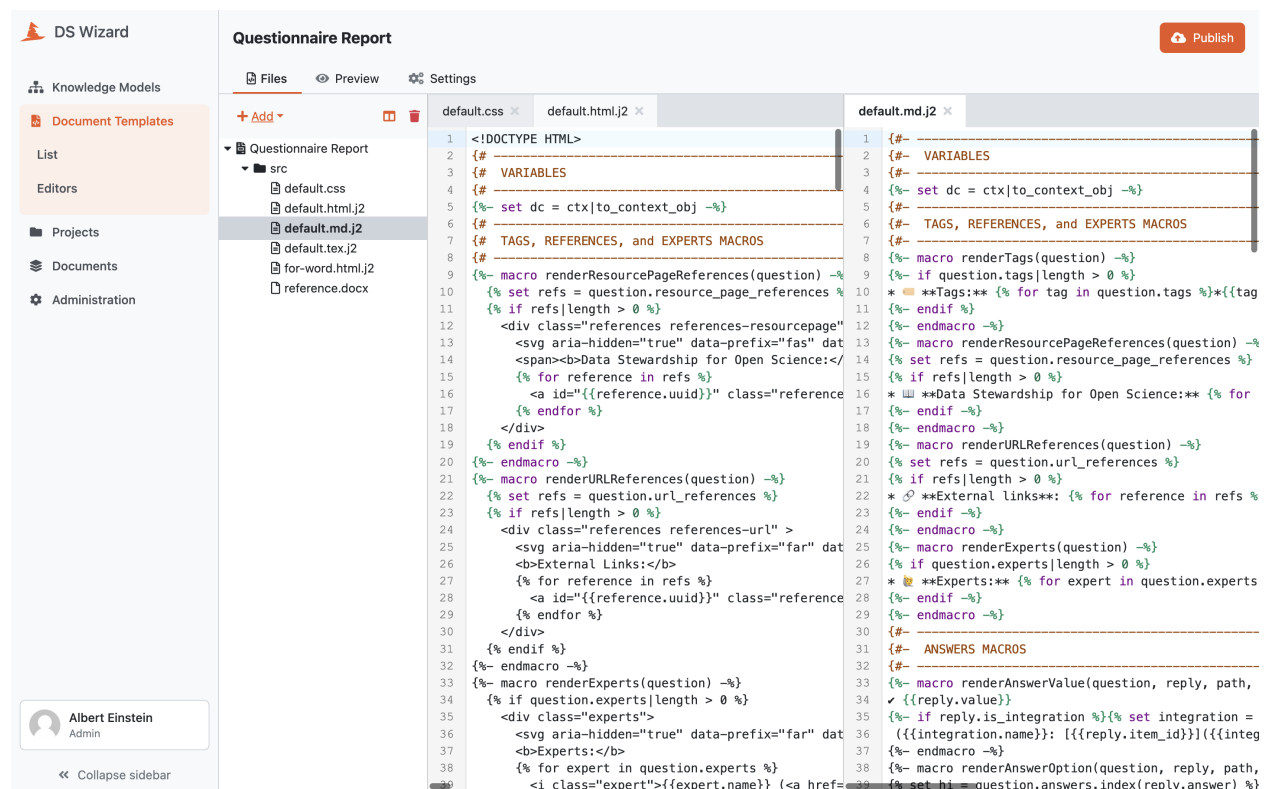 DS Wizard
Knowledge Models
Document Templates
List
Editors
Projects
Documents
Administration
Albert Einstein
Admin
Collapse sidebar
Questionnaire Report
Publish
Files
Preview
Settings
Add
Questionnaire Report
src
default.css
default.html.j2
default.md.j2
default.tex.j2
for-word.html.j2
reference.docx
default.css
default.html.j2
1 <!DOCTYPE HTML>
2 {# ------------------------------------------------
3 {#  VARIABLES
4 {# ------------------------------------------------
5 {%- set dc = ctx|to_context_obj -%}
6 {# ------------------------------------------------
7 {#  TAGS, REFERENCES, and EXPERTS MACROS
8 {# ------------------------------------------------
9 {%- macro renderResourcePageReferences(question) -%
10   {% set refs = question.resource_page_references %
11   {% if refs|length > 0 %}
12     <div class="references references-resourcepage"
13       <svg aria-hidden="true" data-prefix="fas" dat
14       <span><b>Data Stewardship for Open Science:</
15       {% for reference in refs %}
16         <a id="{{reference.uuid}}" class="reference
17       {% endfor %}
18     </div>
19   {% endif %}
20 {%- endmacro -%}
21 {%- macro renderURLReferences(question) -%}
22   {% set refs = question.url_references %}
23   {% if refs|length > 0 %}
24     <div class="references references-url" >
25       <svg aria-hidden="true" data-prefix="far" dat
26       <b>External Links:</b>
27       {% for reference in refs %}
28         <a id="{{reference.uuid}}" class="reference
29       {% endfor %}
30     </div>
31   {% endif %}
32 {%- endmacro -%}
33 {%- macro renderExperts(question) -%}
34   {% if question.experts|length > 0 %}
35     <div class="experts">
36       <svg aria-hidden="true" data-prefix="far" dat
37       <b>Experts:</b>
38       {% for expert in question.experts %}
39         <i class="expert">{{expert.name}} (<a href=
default.md.j2
1 {#- ------------------------------------------------
2 {#-  VARIABLES
3 {#- ------------------------------------------------
4 {%- set dc = ctx|to_context_obj -%}
5 {#- ------------------------------------------------
6 {#-  TAGS, REFERENCES, and EXPERTS MACROS
7 {#- ------------------------------------------------
8 {%- macro renderTags(question) -%}
9 {%- if question.tags|length > 0 %}
10 * 🏷️ **Tags:** {% for tag in question.tags %}*{{tag
11 {%- endif %}
12 {%- endmacro -%}
13 {%- macro renderResourcePageReferences(question) -%
14 {% set refs = question.resource_page_references %}
15 {% if refs|length > 0 %}
16 * 📖 **Data Stewardship for Open Science:** {% for
17 {%- endif -%}
18 {%- endmacro -%}
19 {%- macro renderURLReferences(question) -%}
20 {% set refs = question.url_references %}
21 {% if refs|length > 0 %}
22 * 🔗 **External links**: {% for reference in refs %
23 {%- endif -%}
24 {%- endmacro -%}
25 {%- macro renderExperts(question) -%}
26 {% if question.experts|length > 0 %}
27 * 🙋 **Experts:** {% for expert in question.experts
28 {%- endif -%}
29 {%- endmacro -%}
30 {#- ------------------------------------------------
31 {#-  ANSWERS MACROS
32 {#- ------------------------------------------------
33 {%- macro renderAnswerValue(question, reply, path,
34 ✔ {{reply.value}}
35 {%- if reply.is_integration %}{% set integration =
36  ({{integration.name}}: [{{reply.item_id}}]({{integ
37 {%- endmacro -%}
38 {%- macro renderAnswerOption(question, reply, path,
39 {% set hi = question.answers.index(reply.answer) %}